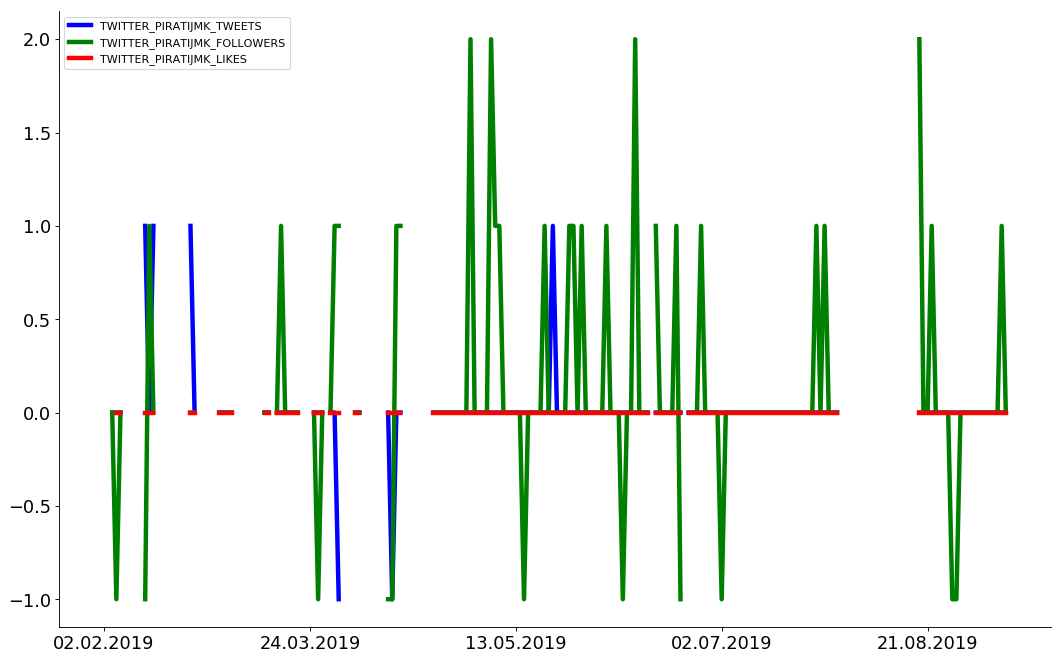 TWITTER_PIRATIJMK_TWEETS
TWITTER_PIRATIJMK_FOLLOWERS
TWITTER_PIRATIJMK_LIKES
2.0
1.5
1.0
0.5
0.0
−0.5
−1.0
02.02.2019 24.03.2019 13.05.2019 02.07.2019 21.08.2019